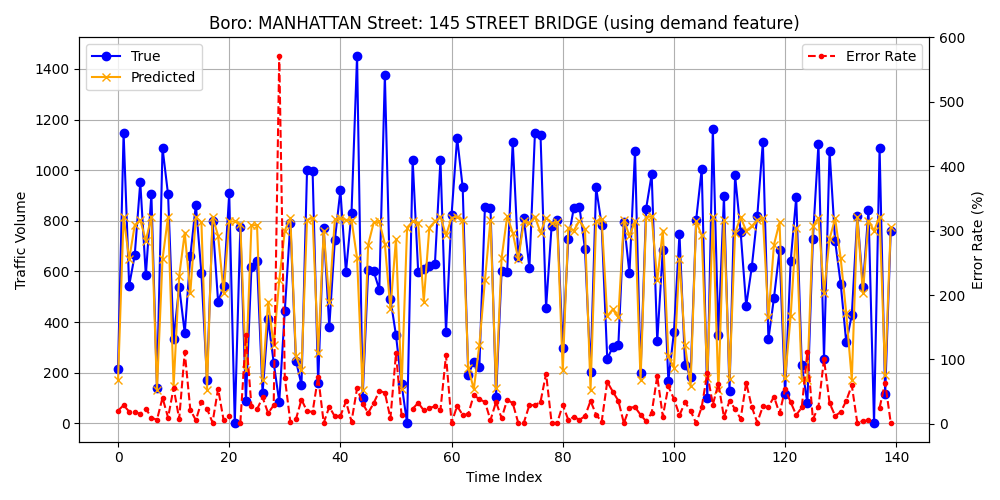 Boro: MANHATTAN Street: 145 STREET BRIDGE (using demand feature)
True
Predicted
Error Rate
Traffic Volume
1400
1200
1000
800
600
400
200
0
600
500
400
300
200
100
0
Error Rate (%)
0 20 40 60 80 100 120 140
Time Index